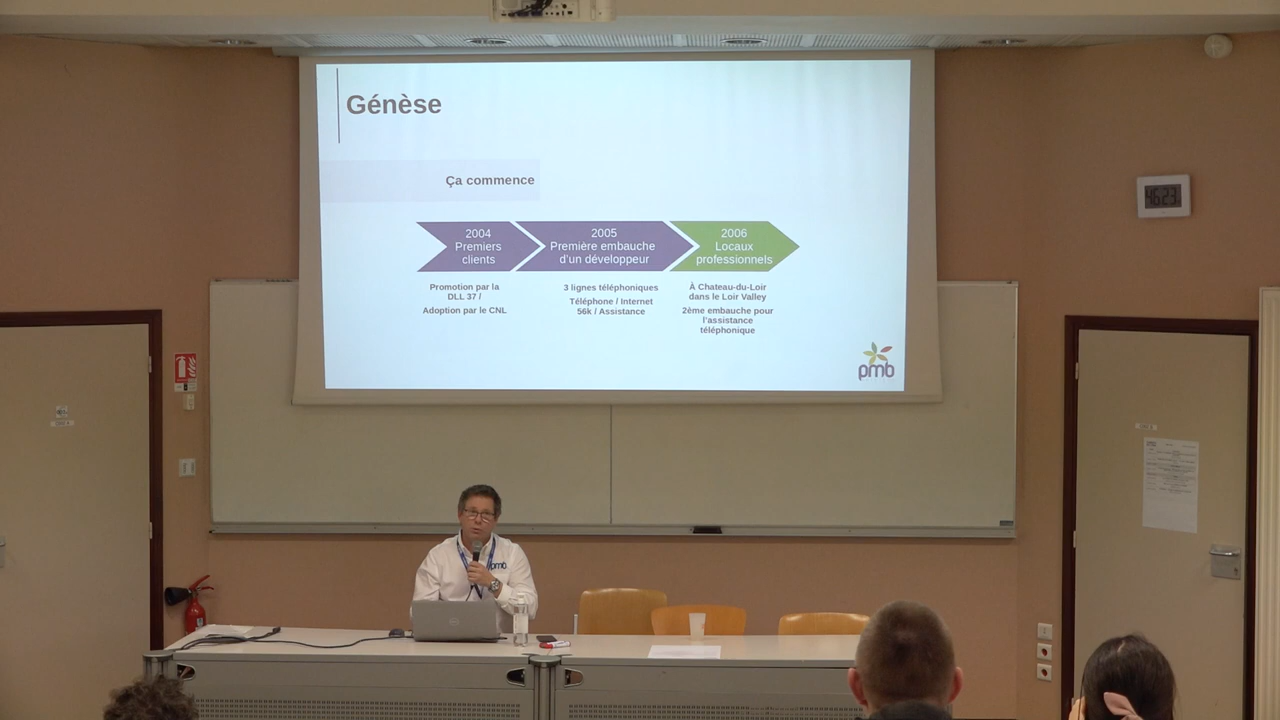 Génèse
Ça commence
2004
Premiers
clients
2005
Première embauche
d'un développeur
2006
Locaux
professionnels
Promotion par la
DLL 37 /
Adoption par le CNL
3 lignes téléphoniques
Téléphone / Internet
56k / Assistance
À Chateau-du-Loir
dans le Loir Valley
2ème embauche pour
l'assistance
téléphonique
pmb
4623
pmb